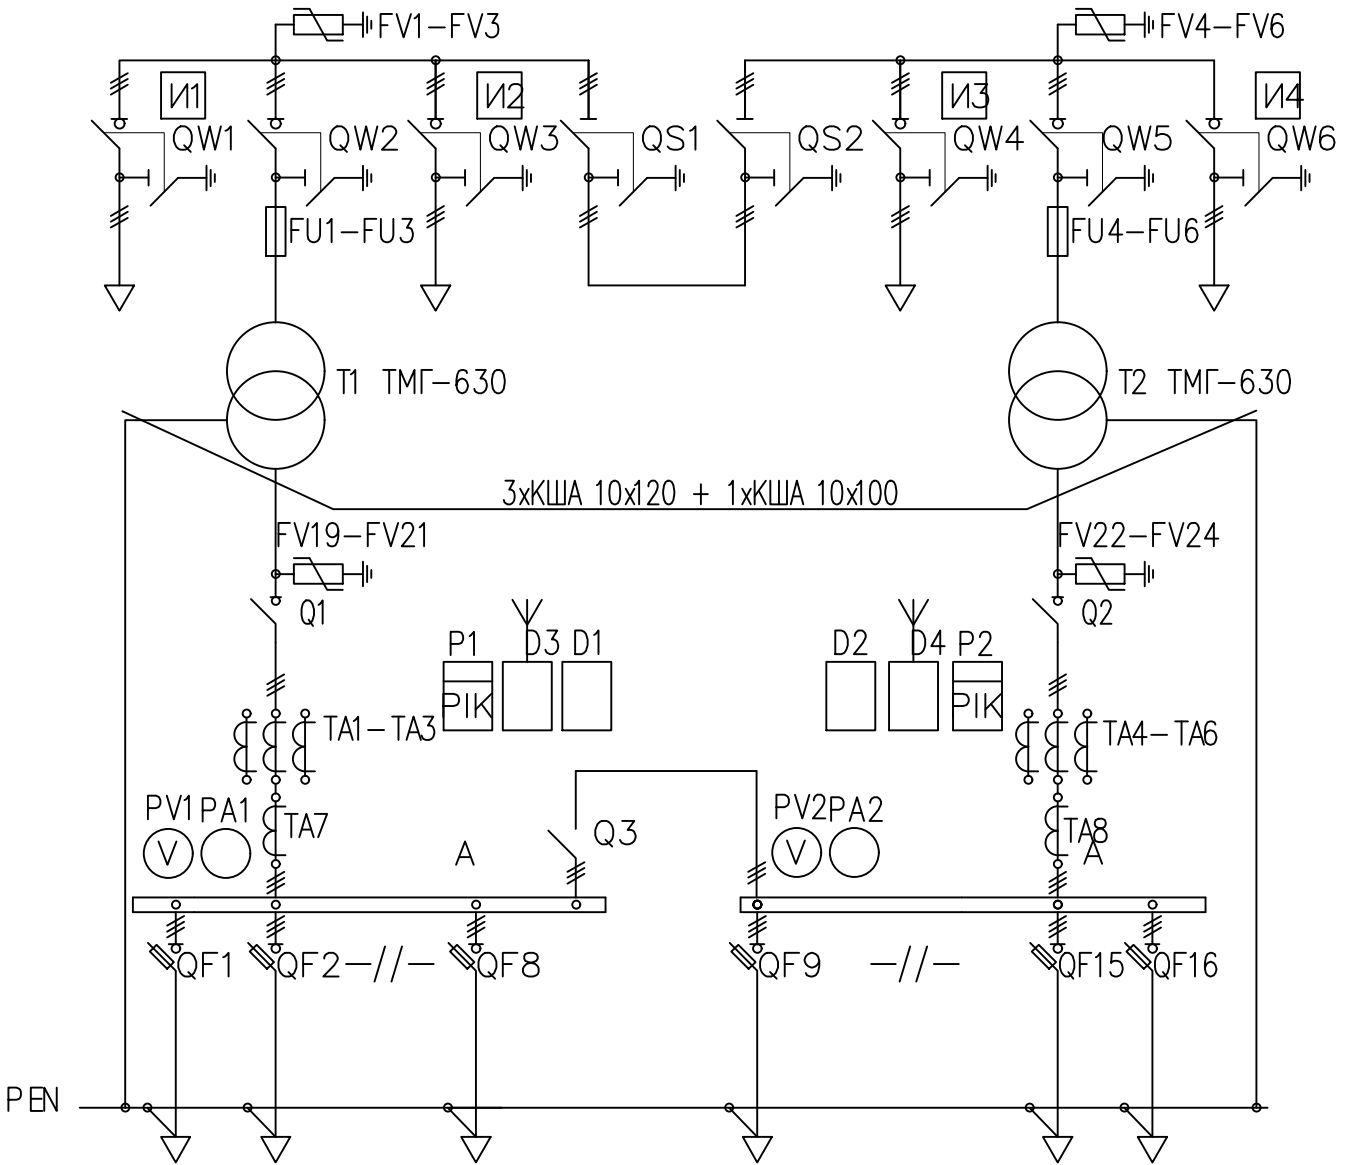 FV1-FV3
FV4-FV6
И1
И2
И3
И4
QW1
QW2
QW3
QS1
QS2
QW4
QW5
QW6
FU1-FU3
FU4-FU6
Т1 ТМГ-630
Т2 ТМГ-630
3хКША 10х120 + 1хКША 10х100
FV19-FV21
FV22-FV24
Q1
Q2
P1
D3
D1
D2
D4
P2
PIK
PIK
TA1-TA3
TA4-TA6
PV1
PA1
TA7
A
Q3
PV2
PA2
TA8
A
V
V
QF1
QF2
-//-
QF8
QF9
-//-
QF15
QF16
PEN